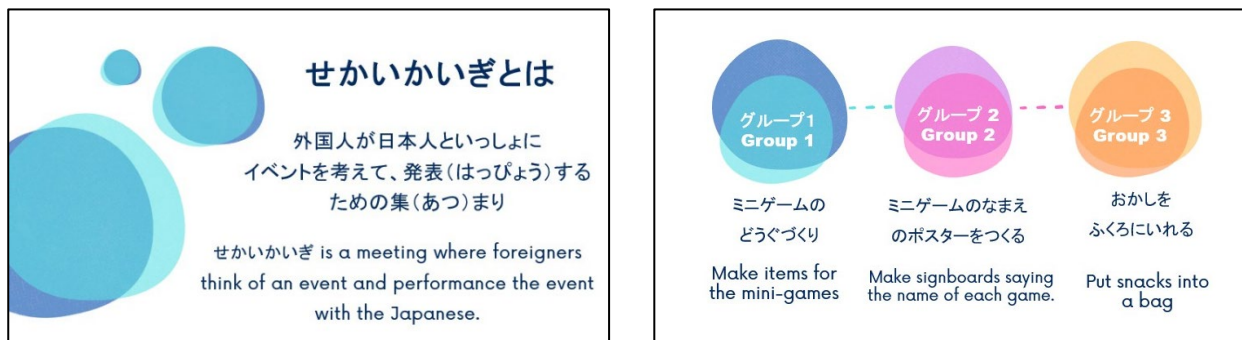 せかいかいぎとは
外国人が日本人といっしょに
イベントを考えて、発表(はっぴょう)する
ための集(あつ)まり
せかいかいぎ is a meeting where foreigners
think of an event and performance the event
with the Japanese.
グループ1
Group 1
ミニゲームの
どうぐづくり
Make items for
the mini-games
グループ 2
Group 2
ミニゲームのなまえ
のポスターをつくる
Make signboards saying
the name of each game.
グループ 3
Group 3
おかしを
ふくろにいれる
Put snacks into
a bag